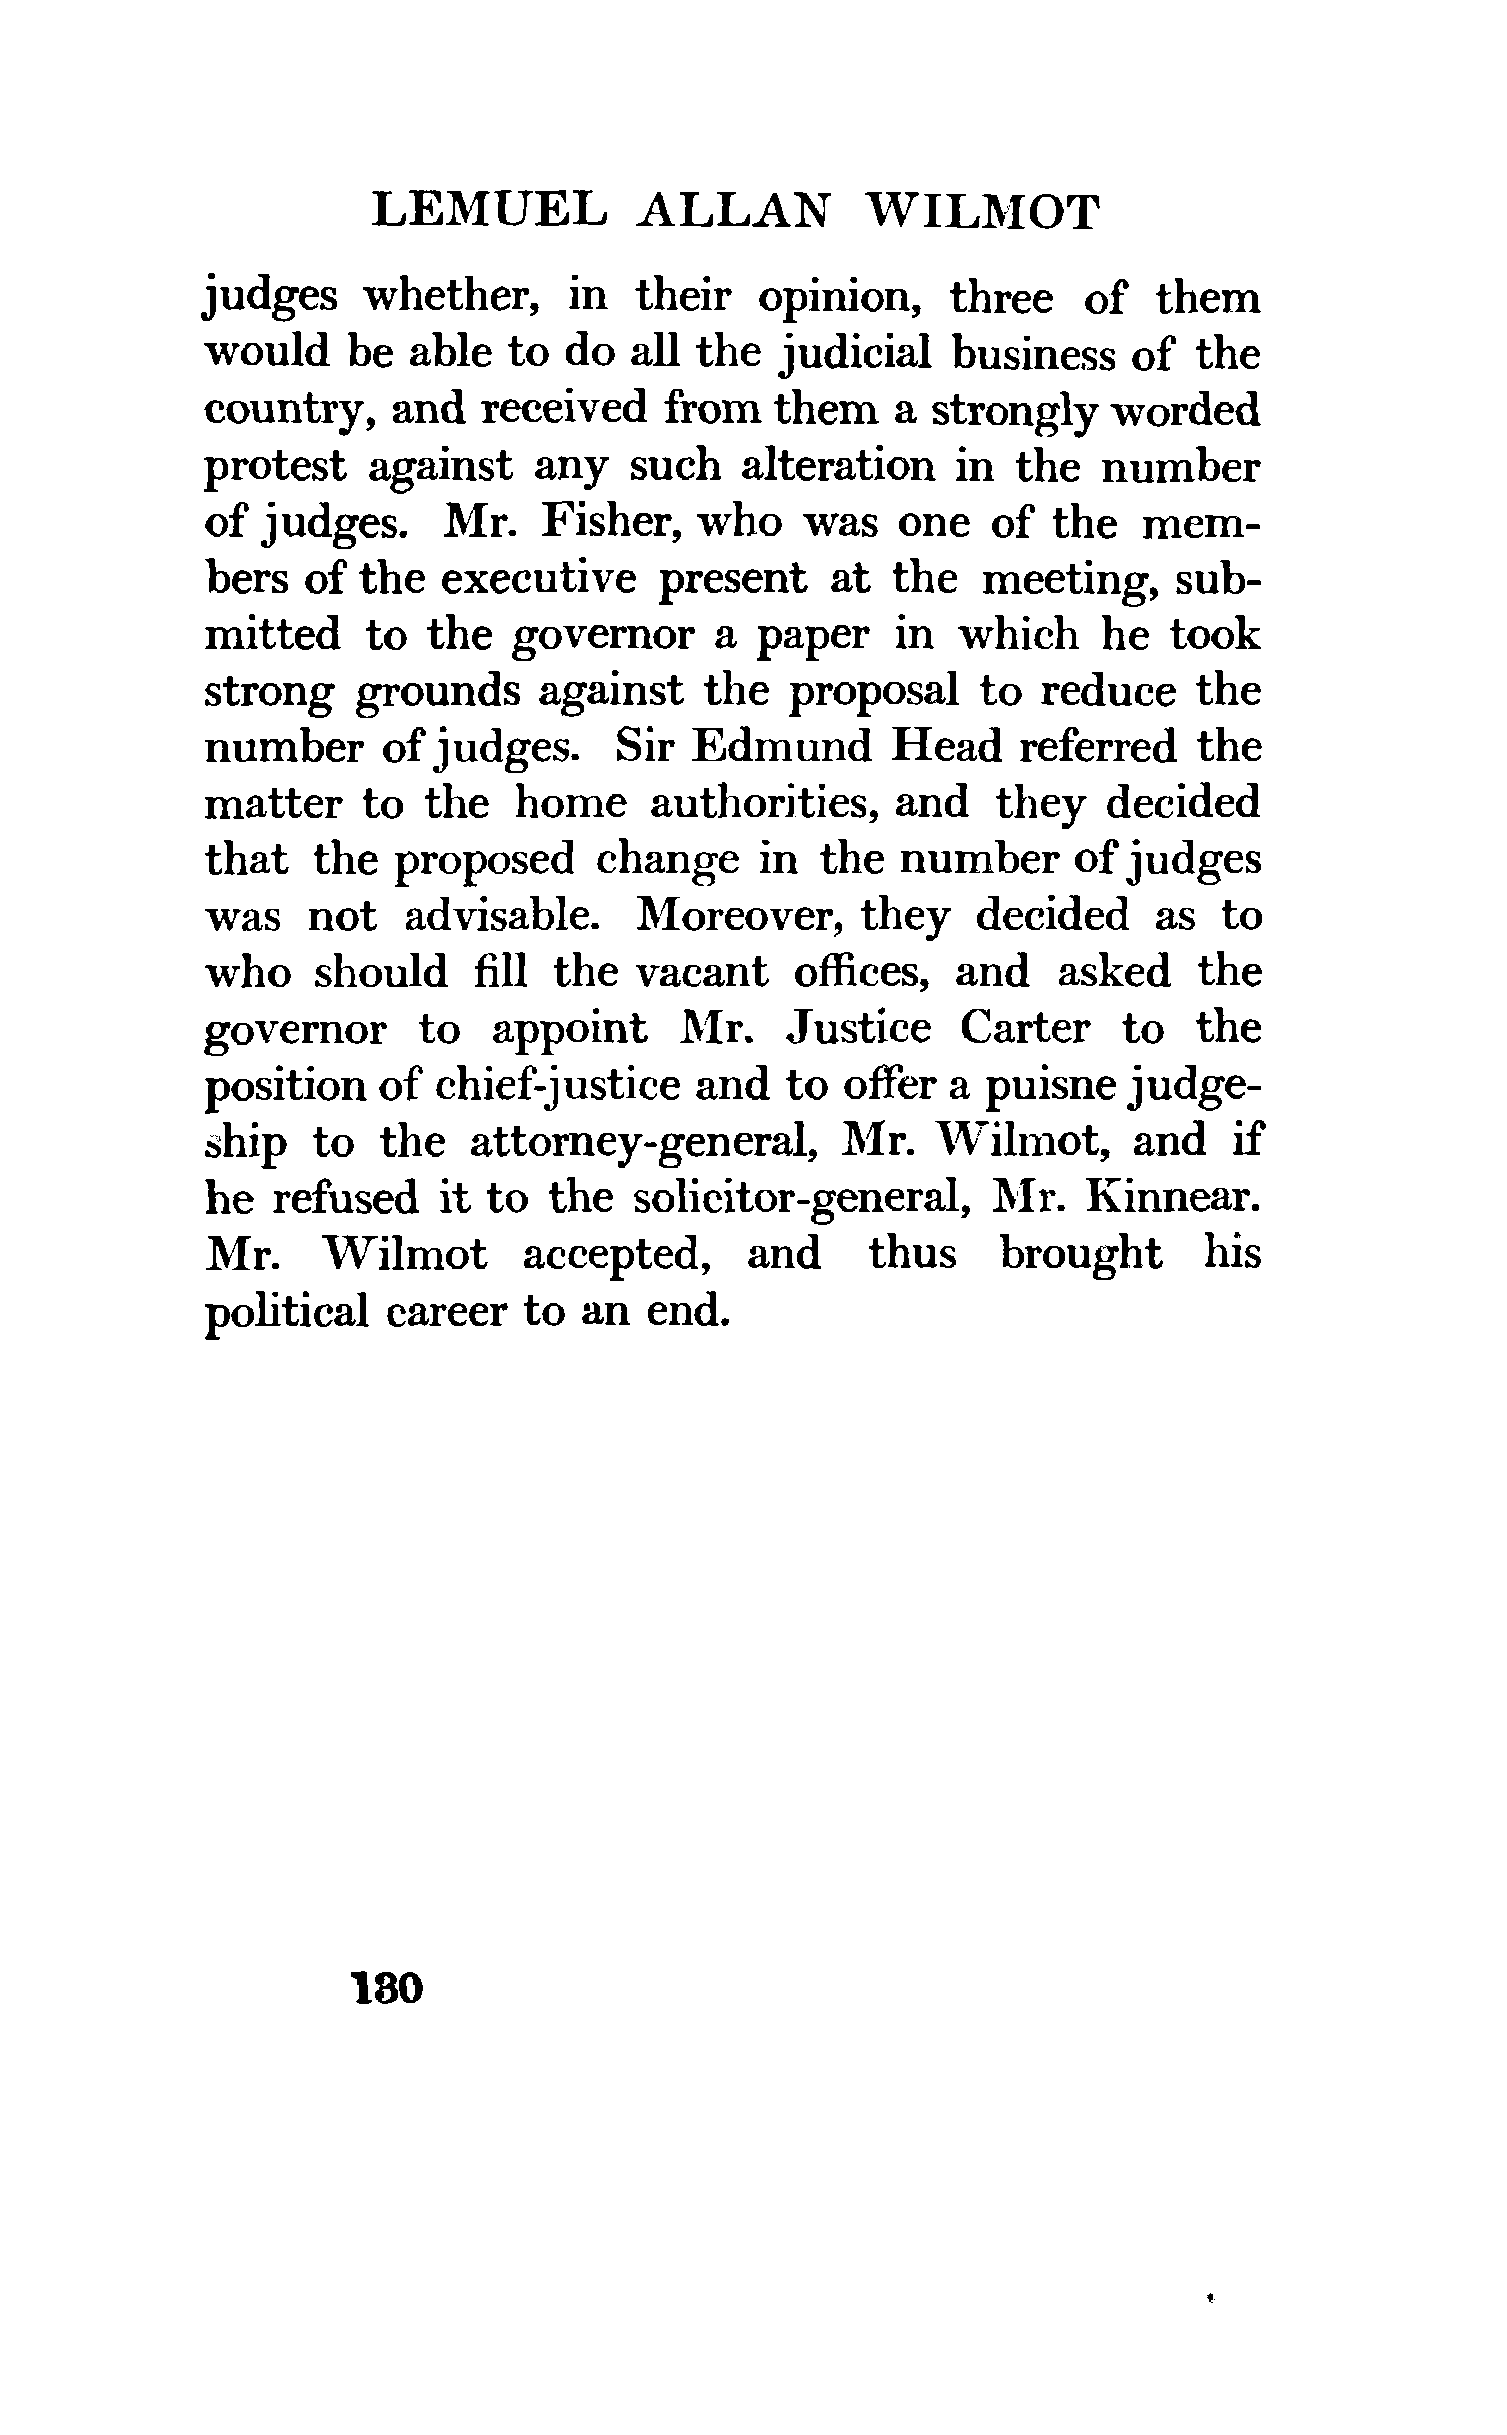 LEMUEL ALLAN WILMOT
judges whether, in their opinion, three of them
would be able to do all the judicial business of the
country, and received from them a strongly worded
protest against any such alteration in the number
of judges. Mr. Fisher, who was one of the mem-
bers of the executive present at the meeting, sub-
mitted to the governor a paper in which he took
strong grounds against the proposal to reduce the
number of judges. Sir Edmund Head referred the
matter to the home authorities, and they decided
that the proposed change in the number of judges
was not advisable. Moreover, they decided as to
who should fill the vacant offices, and asked the
governor to appoint Mr. Justice Carter to the
position of chief-justice and to offer a puisne judge-
ship to the attorney-general, Mr. Wilmot, and if
he refused it to the solicitor-general, Mr. Kinnear.
Mr. Wilmot accepted, and thus brought his
political career to an end.
130